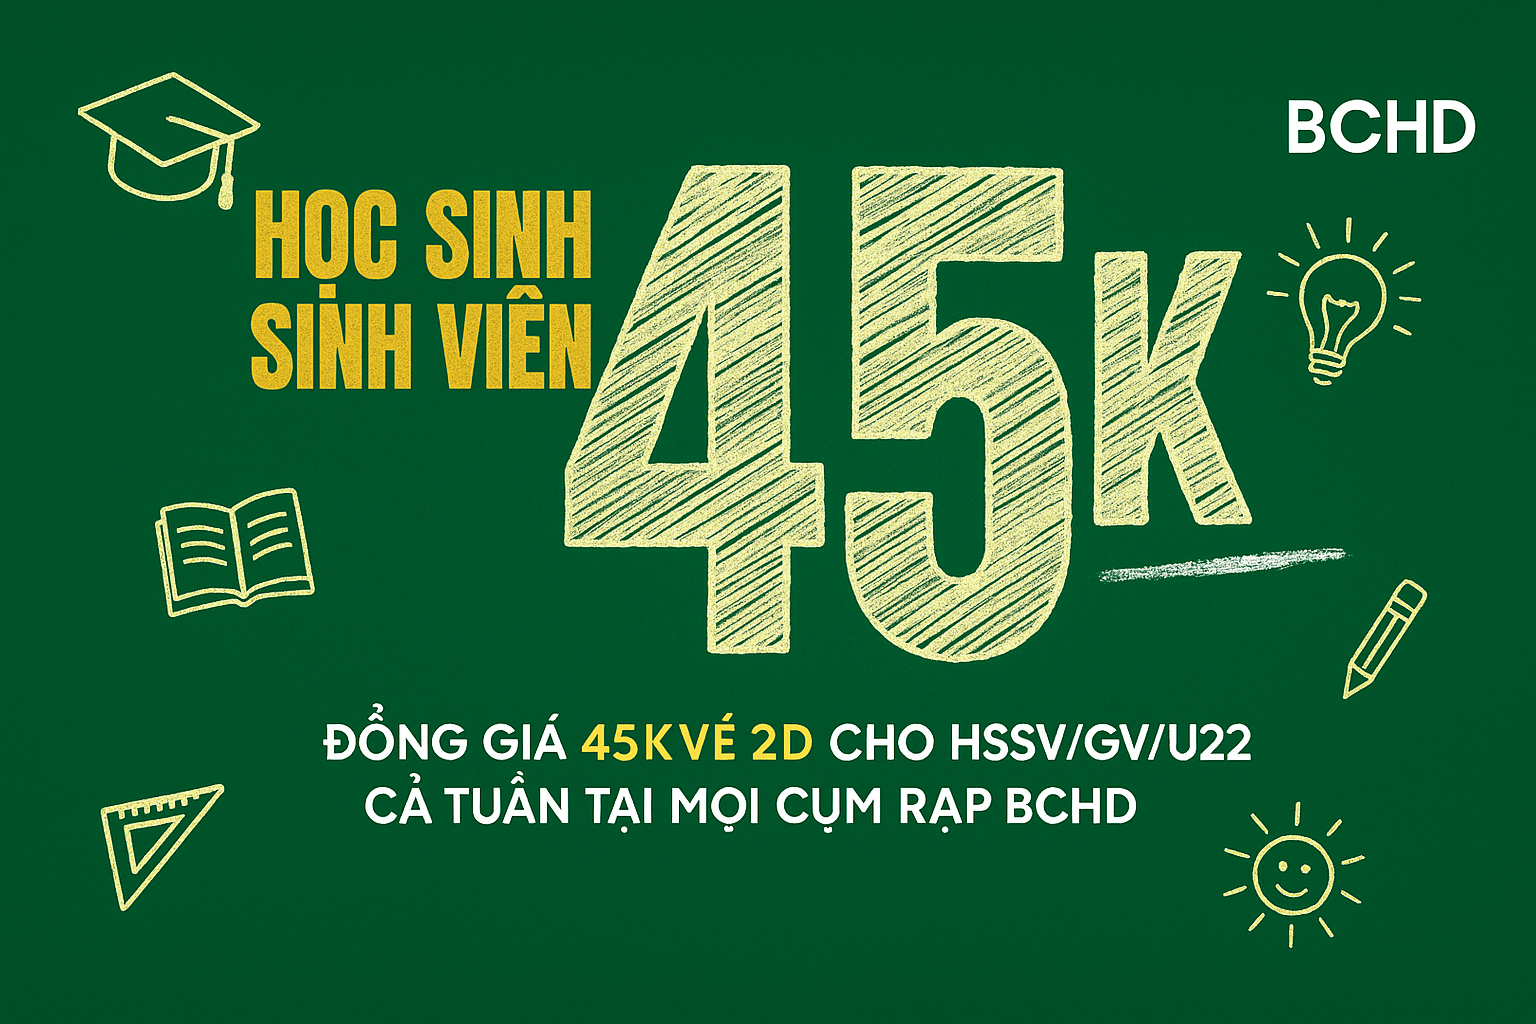 BCHD
HỌC SINH
SINH VIÊN
45K
ĐỒNG GIÁ 45K VÉ 2D CHO HSSV/GV/U22
CẢ TUẦN TẠI MỌI CỤM RẠP BCHD